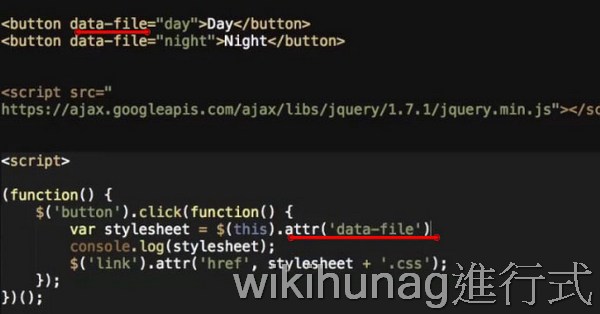 <button data-file="day">Day</button>
<button data-file="night">Night</button>
<script src="
https://ajax.googleapis.com/ajax/libs/jquery/1.7.1/jquery.min.js"></sc
<script>
(function() {
$('button').click(function() {
var stylesheet = $(this).attr('data-file')
console.log(stylesheet);
$('link').attr('href', stylesheet + '.css');
});
})();
wikihunag進行式